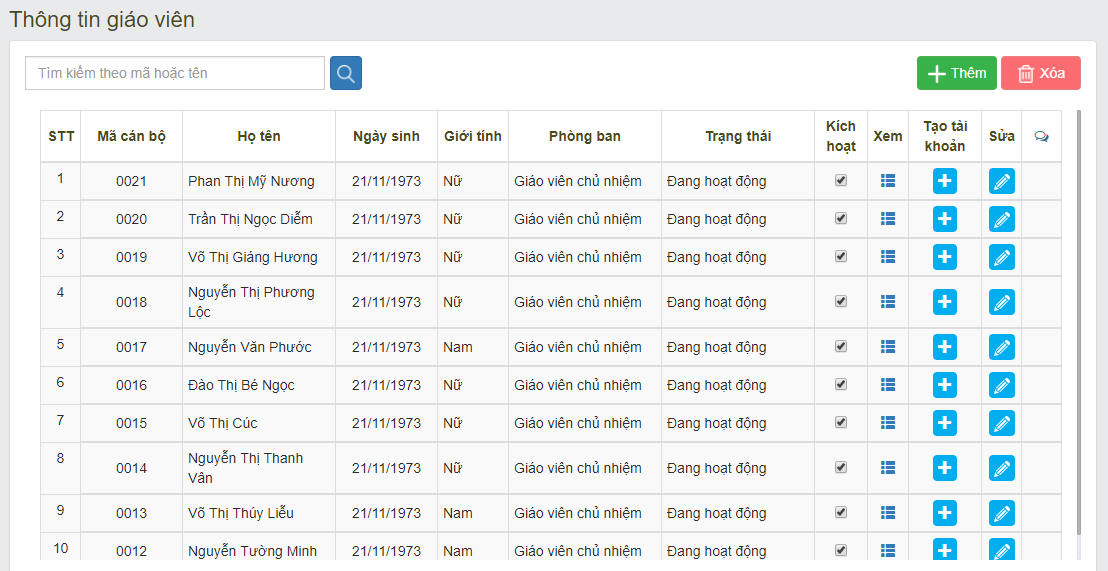 Thông tin giáo viên
Tìm kiếm theo mã hoặc tên
Thêm
Xóa
STT Mã cán bộ Họ tên Ngày sinh Giới tính Phòng ban Trạng thái Kích hoạt Xem Tạo tài khoản Sửa
1 0021 Phan Thị Mỹ Nương 21/11/1973 Nữ Giáo viên chủ nhiệm Đang hoạt động
2 0020 Trần Thị Ngọc Diễm 21/11/1973 Nữ Giáo viên chủ nhiệm Đang hoạt động
3 0019 Võ Thị Giáng Hương 21/11/1973 Nữ Giáo viên chủ nhiệm Đang hoạt động
4 0018 Nguyễn Thị Phương Lộc 21/11/1973 Nữ Giáo viên chủ nhiệm Đang hoạt động
5 0017 Nguyễn Văn Phước 21/11/1973 Nam Giáo viên chủ nhiệm Đang hoạt động
6 0016 Đào Thị Bé Ngọc 21/11/1973 Nữ Giáo viên chủ nhiệm Đang hoạt động
7 0015 Võ Thị Cúc 21/11/1973 Nữ Giáo viên chủ nhiệm Đang hoạt động
8 0014 Nguyễn Thị Thanh Vân 21/11/1973 Nữ Giáo viên chủ nhiệm Đang hoạt động
9 0013 Võ Thị Thúy Liễu 21/11/1973 Nam Giáo viên chủ nhiệm Đang hoạt động
10 0012 Nguyễn Tường Minh 21/11/1973 Nam Giáo viên chủ nhiệm Đang hoạt động